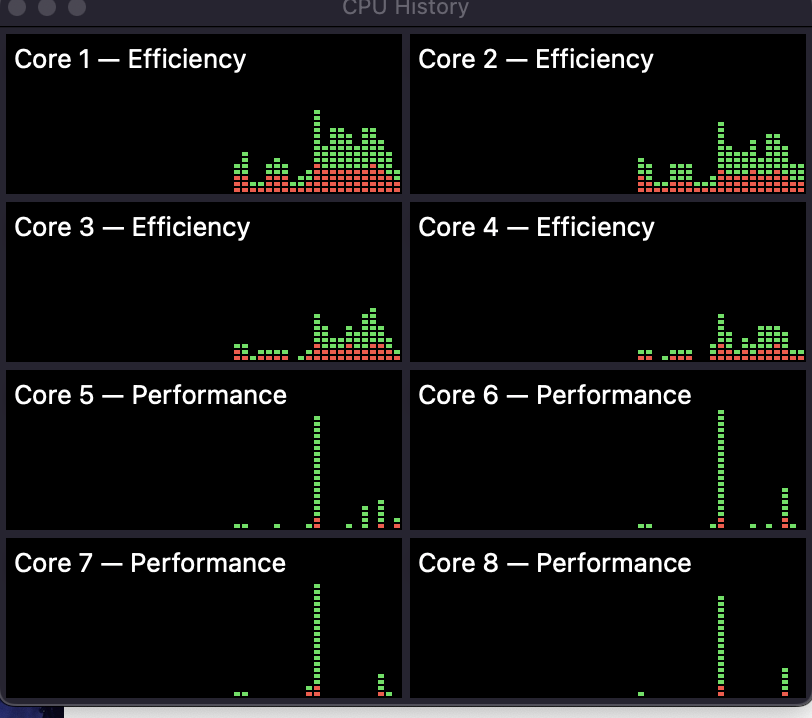 CPU History
Core 1 — Efficiency
Core 2 — Efficiency
Core 3 — Efficiency
Core 4 — Efficiency
Core 5 — Performance
Core 6 — Performance
Core 7 — Performance
Core 8 — Performance